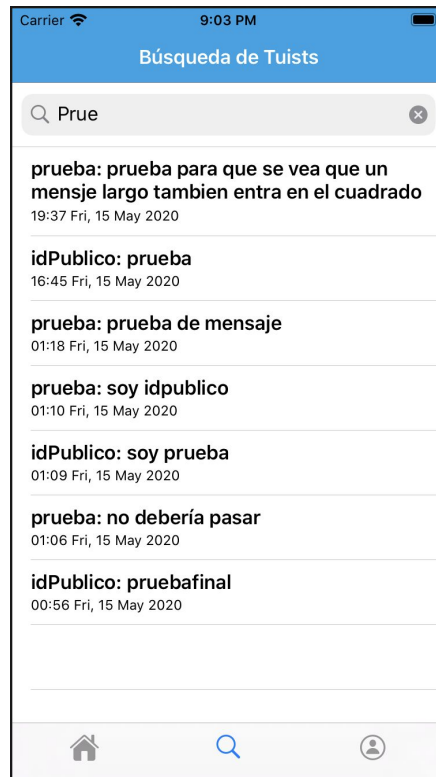 Carrier 9:03 PM
Búsqueda de Tuists
Prue
prueba: prueba para que se vea que un
mensje largo tambien entra en el cuadrado
19:37 Fri, 15 May 2020
idPublico: prueba
16:45 Fri, 15 May 2020
prueba: prueba de mensaje
01:18 Fri, 15 May 2020
prueba: soy idpublico
01:10 Fri, 15 May 2020
idPublico: soy prueba
01:09 Fri, 15 May 2020
prueba: no debería pasar
01:06 Fri, 15 May 2020
idPublico: pruebafinal
00:56 Fri, 15 May 2020